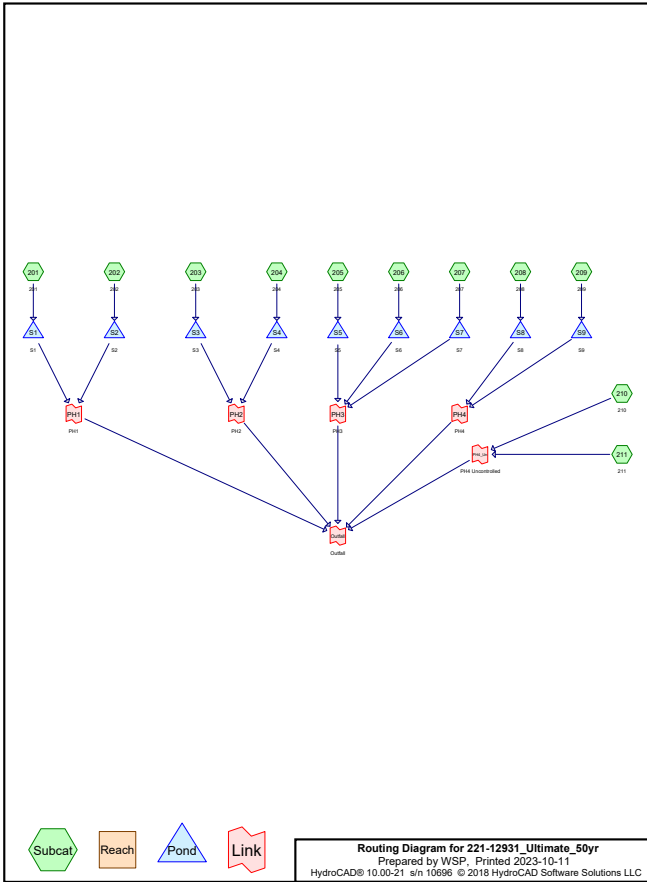 201 202 203 204 205 206 207 208 209
201 202 203 204 205 206 207 208 209
S1 S2 S3 S4 S5 S6 S7 S8 S9
S1 S2 S3 S4 S5 S6 S7 S8 S9
210
210
PH1 PH2 PH3 PH4
PH1 PH2 PH3 PH4
PH4_Un 211
PH4 Uncontrolled 211
Outfall
Outfall
Subcat Reach Pond Link
Routing Diagram for 221-12931_Ultimate_50yr
Prepared by WSP, Printed 2023-10-11
HydroCAD® 10.00-21 s/n 10696 © 2018 HydroCAD Software Solutions LLC